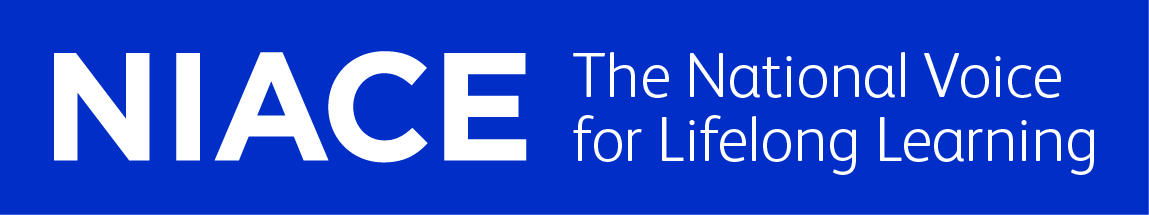 NIACE
The National Voice
for Lifelong Learning